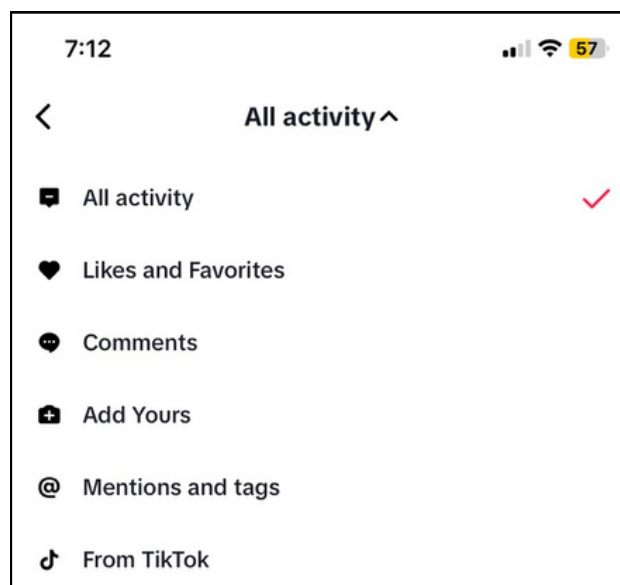 7:12
57
All activity
All activity
Likes and Favorites
Comments
Add Yours
@ Mentions and tags
From TikTok